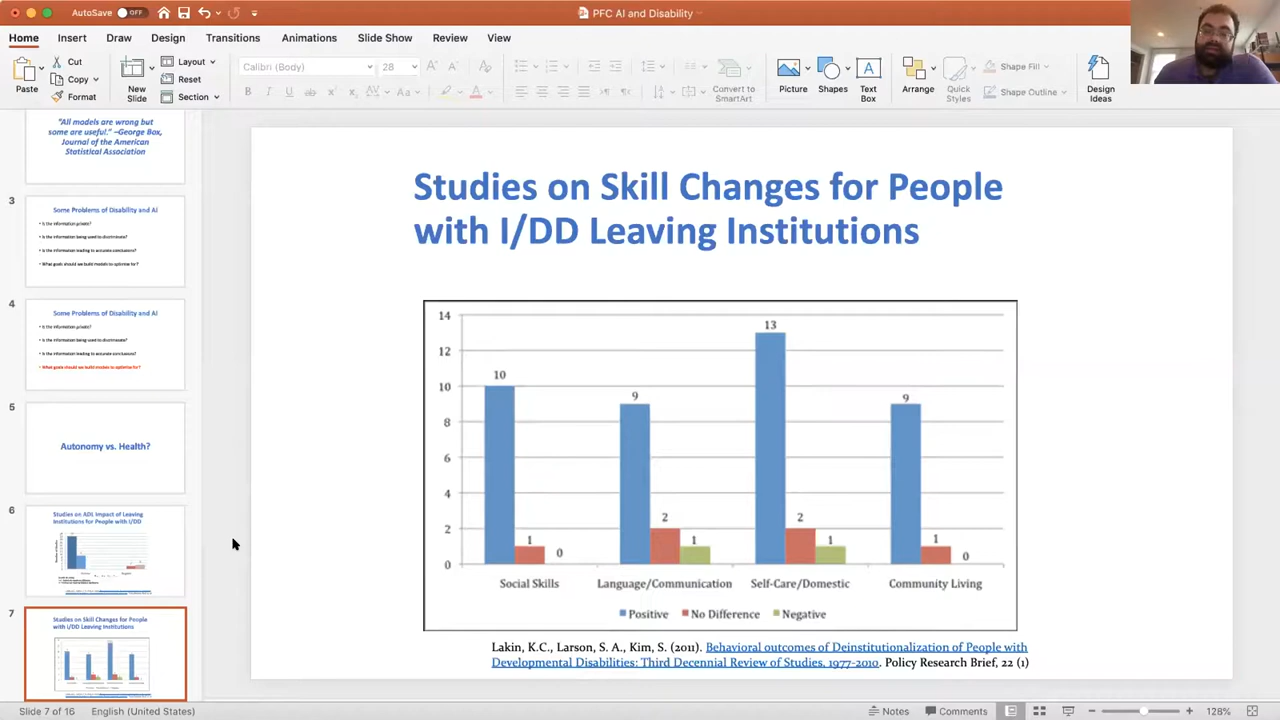 AutoSave OFF
PFC AI and Disability
Home Insert Draw Design Transitions Animations Slide Show Review View
Paste
Cut
Copy
Format
New Slide
Layout
Reset
Section
Calibri (Body) 28
Convert to SmartArt
Picture
Shapes
Text Box
Arrange
Quick Styles
Shape Fill
Shape Outline
Design Ideas
"All models are wrong but
some are useful." –George Box,
Journal of the American
Statistical Association
3
Some Problems of Disability and AI
• Is the information private?
• Is the information being used to discriminate?
• Is the information leading to accurate conclusions?
• What goals should we build models to optimize for?
4
Some Problems of Disability and AI
• Is the information private?
• Is the information being used to discriminate?
• Is the information leading to accurate conclusions?
• What goals should we build models to optimize for?
5
Autonomy vs. Health?
6
Studies on ADL Impact of Leaving
Institutions for People with I/DD
7
Studies on Skill Changes for People
with I/DD Leaving Institutions
Studies on Skill Changes for People
with I/DD Leaving Institutions
14
12
10
8
6
4
2
0
10 1 0
9 2 1
13 2 1
9 1 0
Social Skills Language/Communication Self-Care/Domestic Community Living
Positive No Difference Negative
Lakin, K.C., Larson, S. A., Kim, S. (2011). Behavioral outcomes of Deinstitutionalization of People with
Developmental Disabilities: Third Decennial Review of Studies, 1977-2010. Policy Research Brief, 22 (1)
Slide 7 of 16 English (United States) Notes Comments 128%